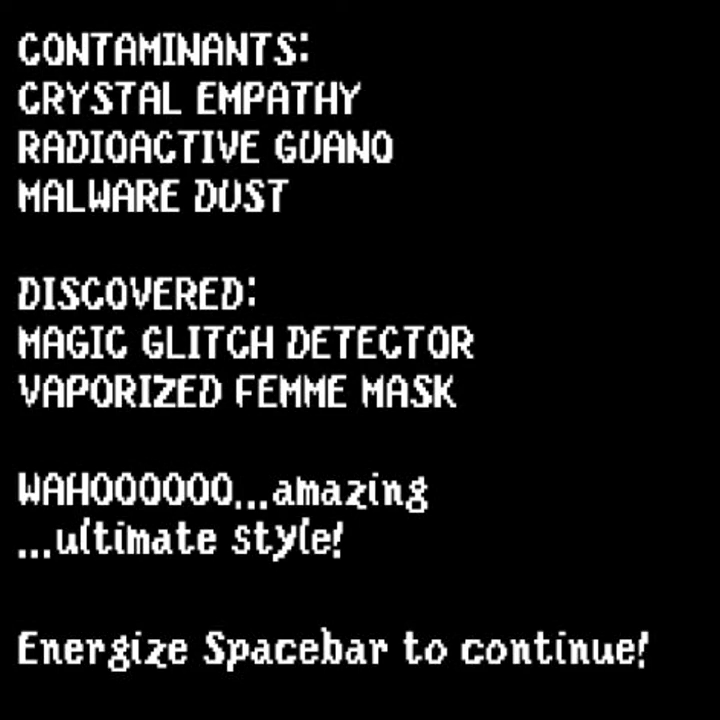 CONTAMINANTS:
CRYSTAL EMPATHY
RADIOACTIVE GUANO
MALWARE DUST
DISCOVERED:
MAGIC GLITCH DETECTOR
VAPORIZED FEMME MASK
WAHOOOOOO...amazing
...ultimate style!
Energize Spacebar to continue!